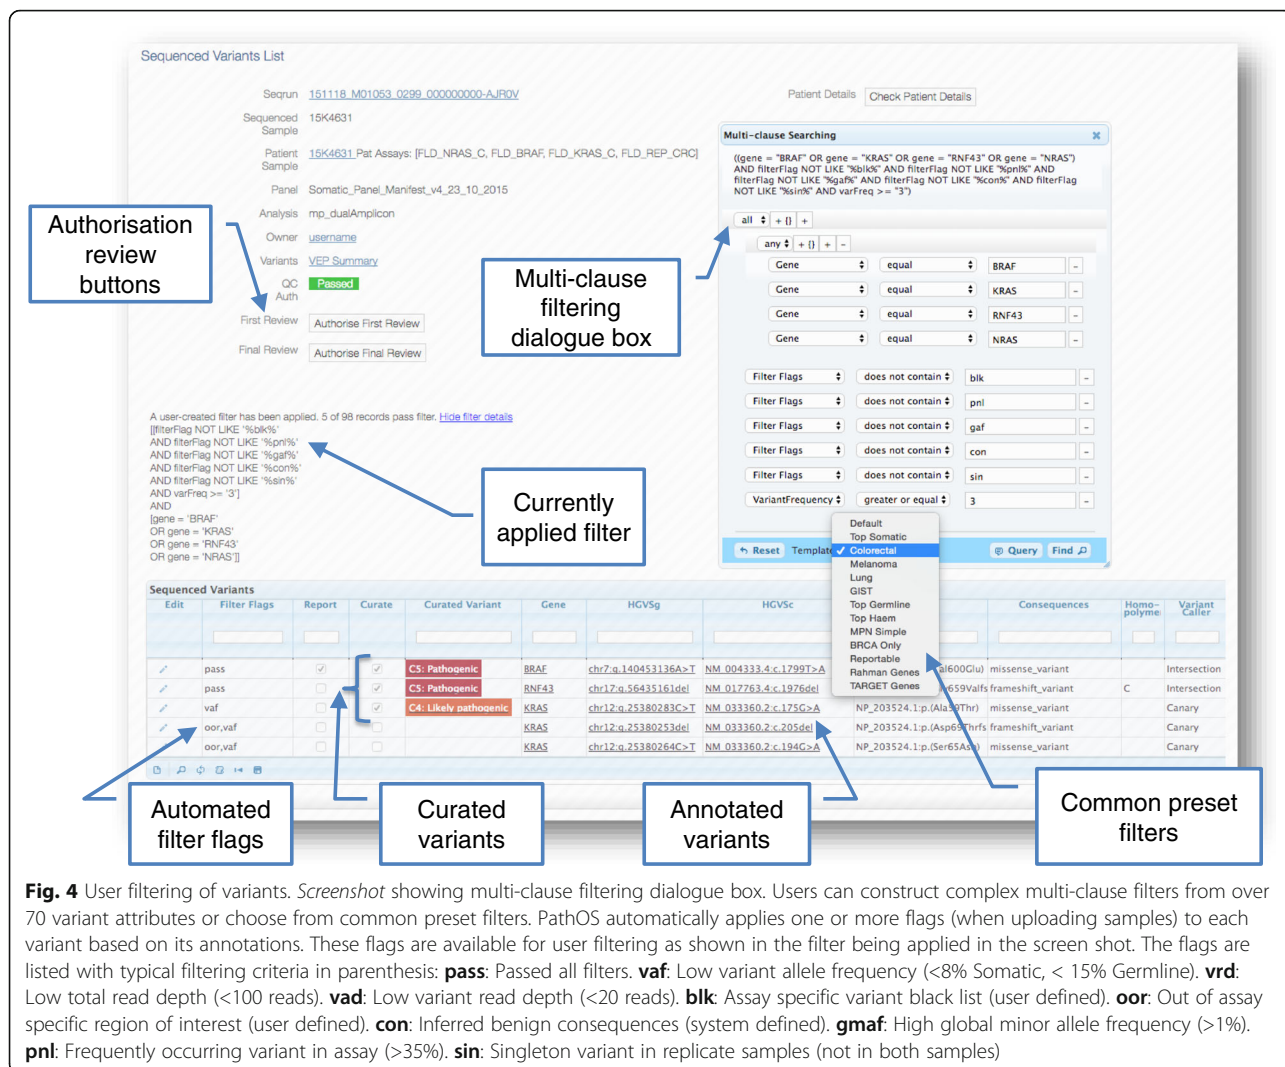 Sequenced Variants List
Seqrun 151118_M01053_0299_000000000-AJR0V
Patient Details Check Patient Details
Sequenced Sample 15K4631
Patient Sample 15K4631 Pat Assays: [FLD_NRAS_C, FLD_BRAF, FLD_KRAS_C, FLD_REP_CRC]
Panel Somatic_Panel_Manifest_v4_23_10_2015
Analysis mp_dualAmplicon
Owner username
Variants VEP Summary
QC Auth Passed
First Review Authorise First Review
Final Review Authorise Final Review
Authorisation
review
buttons
Multi-clause Searching
((gene = "BRAF" OR gene = "KRAS" OR gene = "RNF43" OR gene = "NRAS")
AND filterFlag NOT LIKE "%blk%" AND filterFlag NOT LIKE "%pnl%" AND
filterFlag NOT LIKE "%gaf%" AND filterFlag NOT LIKE "%con%" AND filterFlag
NOT LIKE "%sin%" AND varFreq >= "3")
all + {} +
any + {} + -
Gene equal BRAF -
Gene equal KRAS -
Gene equal RNF43 -
Gene equal NRAS -
Filter Flags does not contain blk -
Filter Flags does not contain pnl -
Filter Flags does not contain gaf -
Filter Flags does not contain con -
Filter Flags does not contain sin -
VariantFrequency greater or equal 3 -
Reset Template Query Find
Default
Top Somatic
✓ Colorectal
Melanoma
Lung
GIST
Top Germline
Top Haem
MPN Simple
BRCA Only
Reportable
Rahman Genes
TARGET Genes
Multi-clause
filtering
dialogue box
A user-created filter has been applied. 5 of 98 records pass filter. Hide filter details
[[filterFlag NOT LIKE '%blk%'
AND filterFlag NOT LIKE '%pnl%'
AND filterFlag NOT LIKE '%gaf%'
AND filterFlag NOT LIKE '%con%'
AND filterFlag NOT LIKE '%sin%'
AND varFreq >= '3']
AND
[gene = 'BRAF'
OR gene = 'KRAS'
OR gene = 'RNF43'
OR gene = 'NRAS']]
Currently
applied filter
Sequenced Variants
Edit Filter Flags Report Curate Curated Variant Gene HGVSg HGVSc Consequences Homo-polyme Variant Caller
pass C5: Pathogenic BRAF chr7:g.140453136A>T NM_004333.4:c.1799T>A al600Glu) missense_variant Intersection
pass C5: Pathogenic RNF43 chr17:g.56435161del NM_017763.4:c.1976del 659Valfs frameshift_variant C Intersection
vaf C4: Likely pathogenic KRAS chr12:g.25380283C>T NM_033360.2:c.175G>A NP_203524.1:p.(Ala59Thr) missense_variant Canary
oor,vaf KRAS chr12:g.25380253del NM_033360.2:c.205del NP_203524.1:p.(Asp69Thrfs frameshift_variant Canary
oor,vaf KRAS chr12:g.25380264C>T NM_033360.2:c.194G>A NP_203524.1:p.(Ser65Asn) missense_variant Canary
Automated
filter flags
Curated
variants
Annotated
variants
Common preset
filters
Fig. 4 User filtering of variants. Screenshot showing multi-clause filtering dialogue box. Users can construct complex multi-clause filters from over
70 variant attributes or choose from common preset filters. PathOS automatically applies one or more flags (when uploading samples) to each
variant based on its annotations. These flags are available for user filtering as shown in the filter being applied in the screen shot. The flags are
listed with typical filtering criteria in parenthesis: pass: Passed all filters. vaf: Low variant allele frequency (<8% Somatic, < 15% Germline). vrd:
Low total read depth (<100 reads). vad: Low variant read depth (<20 reads). blk: Assay specific variant black list (user defined). oor: Out of assay
specific region of interest (user defined). con: Inferred benign consequences (system defined). gmaf: High global minor allele frequency (>1%).
pnl: Frequently occurring variant in assay (>35%). sin: Singleton variant in replicate samples (not in both samples)